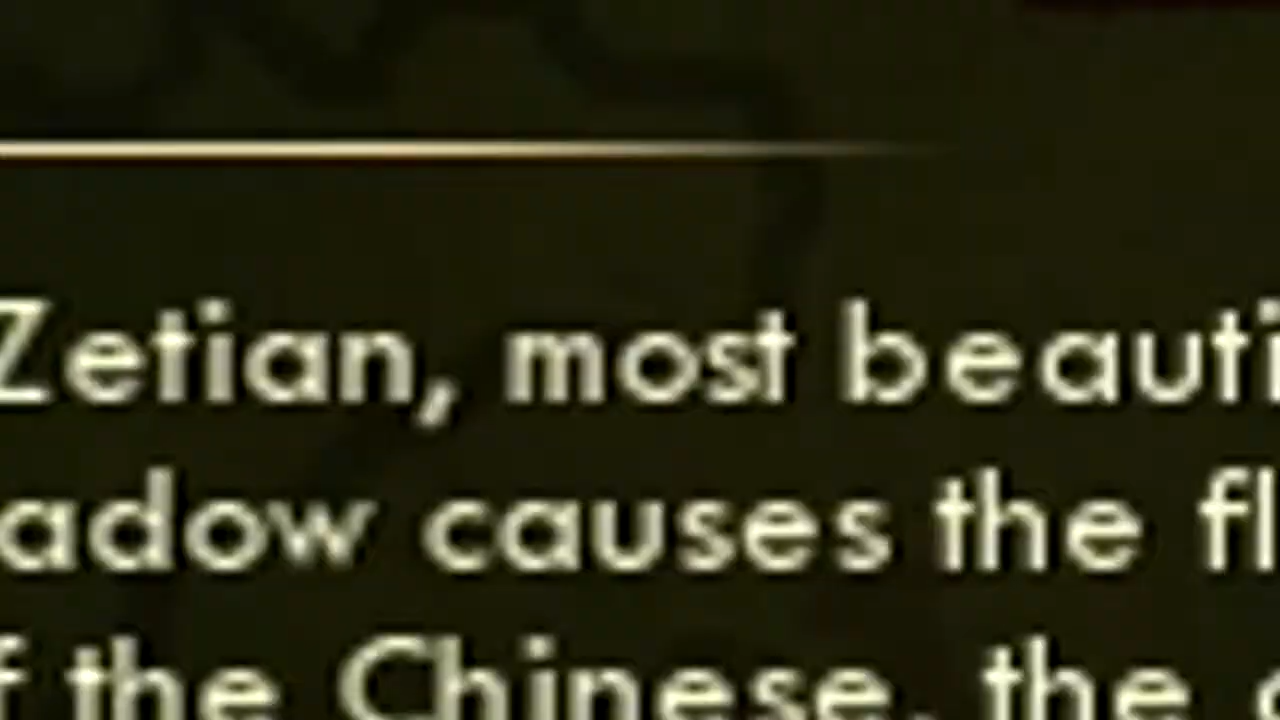 Zetian, most beauti
adow causes the fl
f the Chinese, the